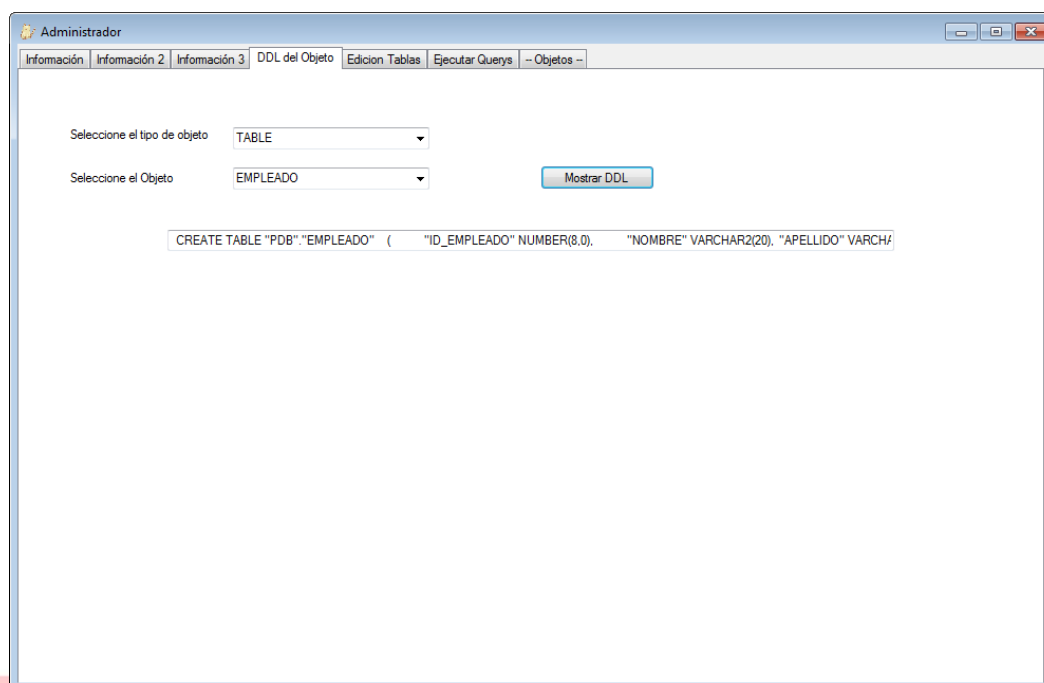 Administrador
Información Información 2 Información 3 DDL del Objeto Edicion Tablas Ejecutar Querys -- Objetos --
Seleccione el tipo de objeto TABLE
Seleccione el Objeto EMPLEADO Mostrar DDL
CREATE TABLE "PDB"."EMPLEADO" ( "ID_EMPLEADO" NUMBER(8,0), "NOMBRE" VARCHAR2(20), "APELLIDO" VARCHA